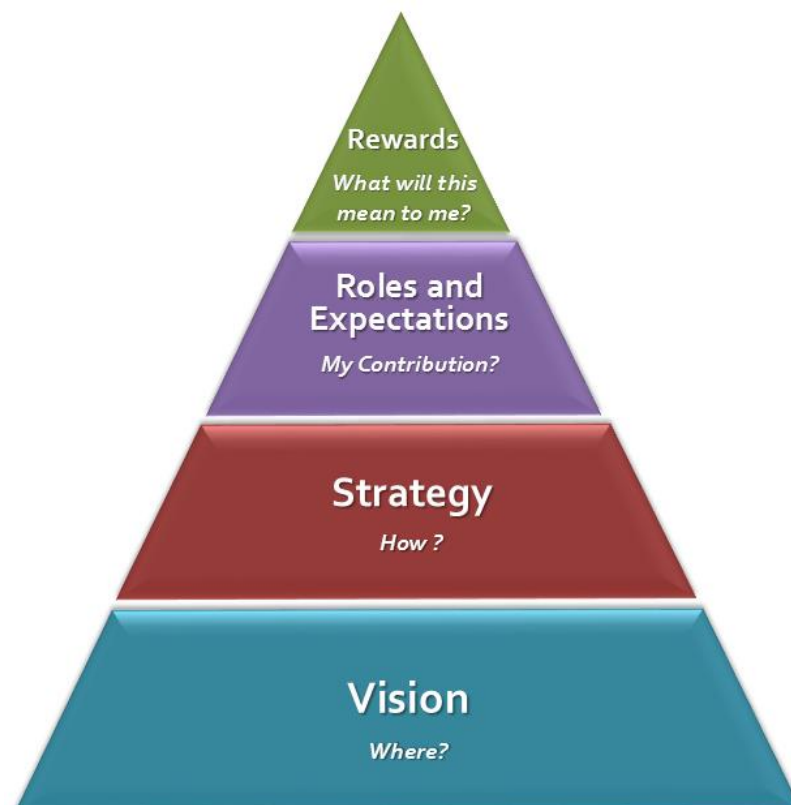 Rewards
What will this
mean to me?
Roles and
Expectations
My Contribution?
Strategy
How ?
Vision
Where?